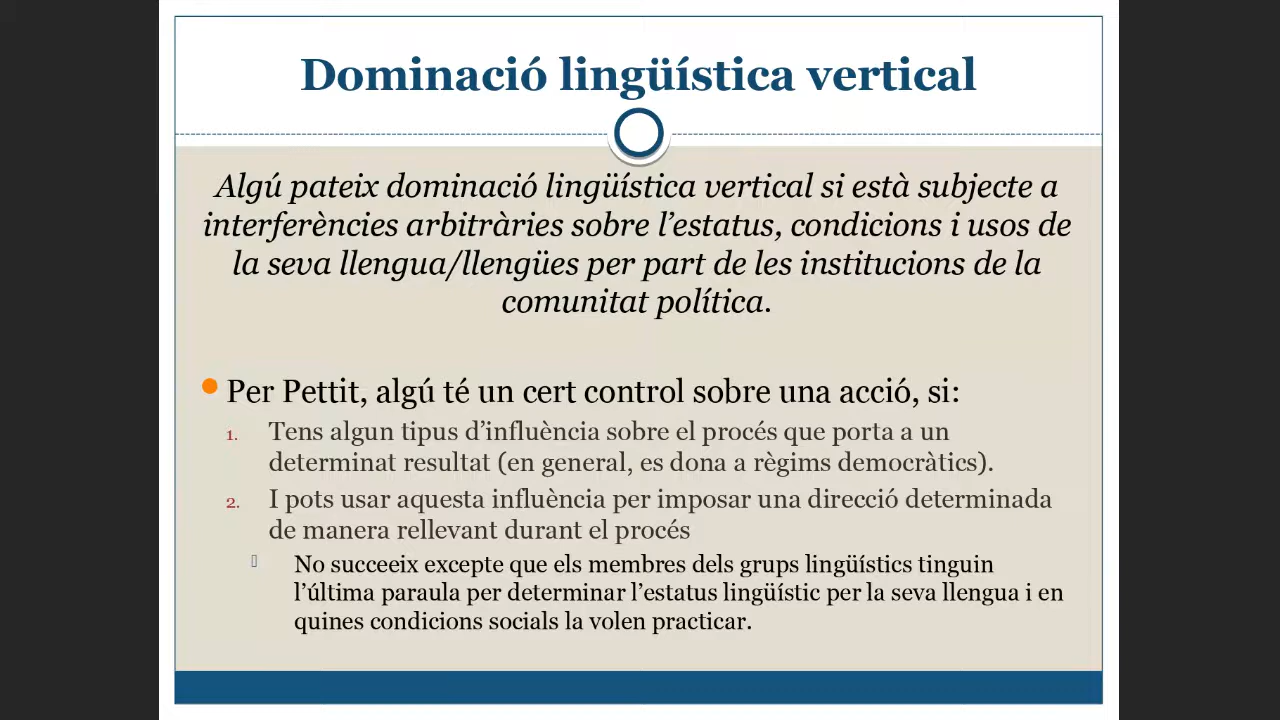 Dominació lingüística vertical
Algú pateix dominació lingüística vertical si està subjecte a
interferències arbitràries sobre l’estatus, condicions i usos de
la seva llengua/llengües per part de les institucions de la
comunitat política.
Per Pettit, algú té un cert control sobre una acció, si:
1. Tens algun tipus d’influència sobre el procés que porta a un
determinat resultat (en general, es dona a règims democràtics).
2. I pots usar aquesta influència per imposar una direcció determinada
de manera rellevant durant el procés
No succeeix excepte que els membres dels grups lingüístics tinguin
l’última paraula per determinar l’estatus lingüístic per la seva llengua i en
quines condicions socials la volen practicar.